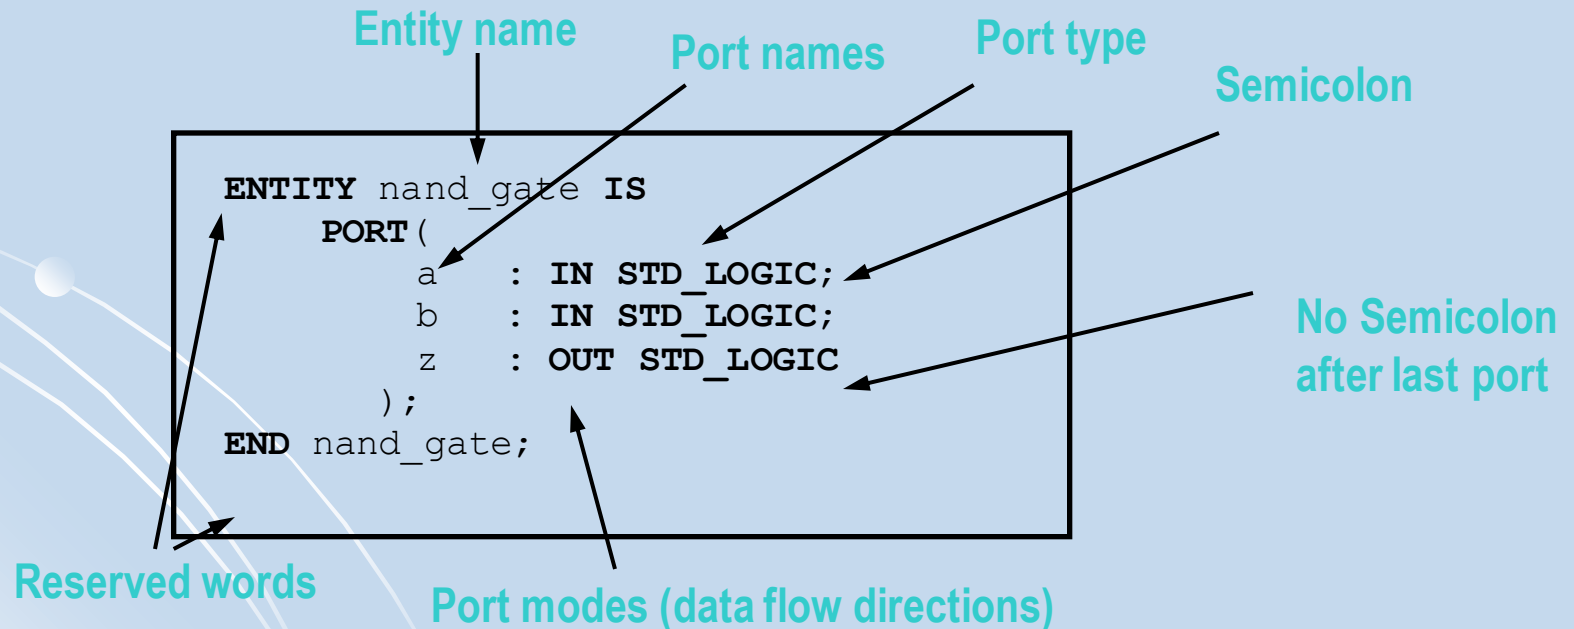 Entity name
Port names
Port type
Semicolon
ENTITY nand_gate IS
PORT(
a : IN STD_LOGIC;
b : IN STD_LOGIC;
z : OUT STD_LOGIC
);
END nand_gate;
No Semicolon
after last port
Reserved words
Port modes (data flow directions)